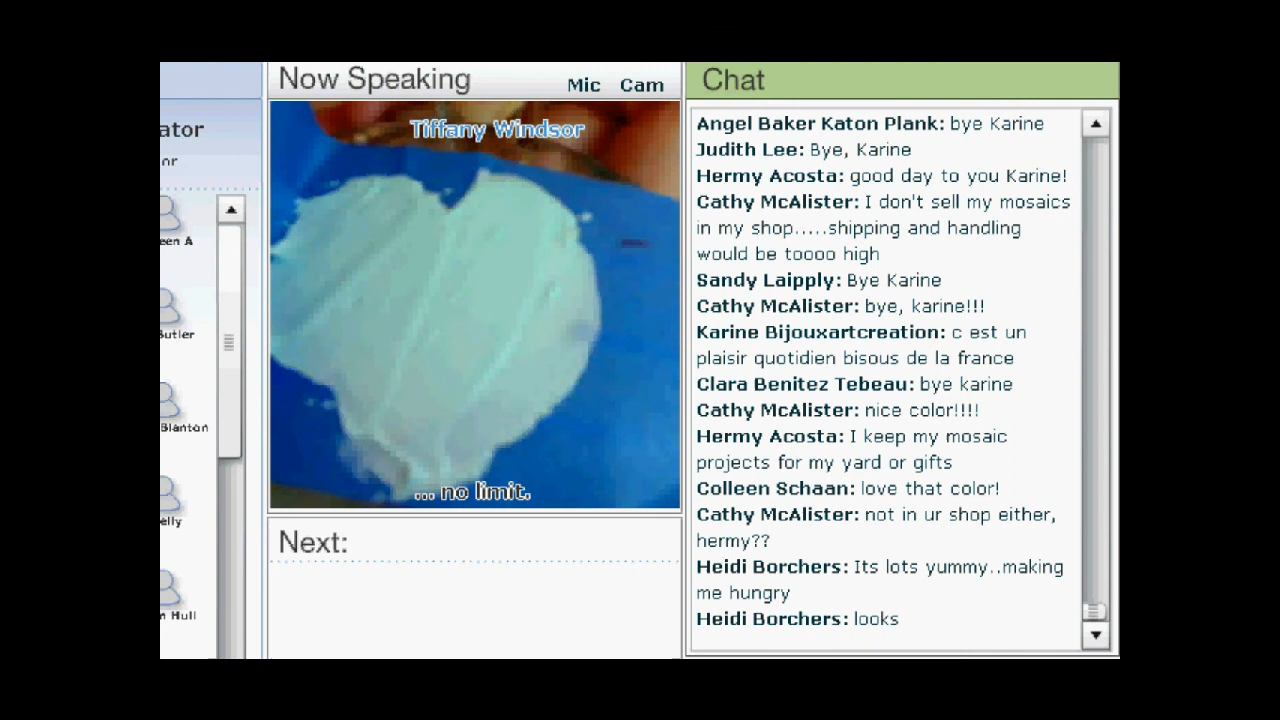 ator
or
een A
Butler
Blanton
elly
n Hull
Now Speaking Mic Cam
Tiffany Windsor
... no limit.
Next:
Chat
Angel Baker Katon Plank: bye Karine
Judith Lee: Bye, Karine
Hermy Acosta: good day to you Karine!
Cathy McAlister: I don't sell my mosaics
in my shop.....shipping and handling
would be toooo high
Sandy Laipply: Bye Karine
Cathy McAlister: bye, karine!!!
Karine Bijouxartcreation: c est un
plaisir quotidien bisous de la france
Clara Benitez Tebeau: bye karine
Cathy McAlister: nice color!!!!
Hermy Acosta: I keep my mosaic
projects for my yard or gifts
Colleen Schaan: love that color!
Cathy McAlister: not in ur shop either,
hermy??
Heidi Borchers: Its lots yummy..making
me hungry
Heidi Borchers: looks